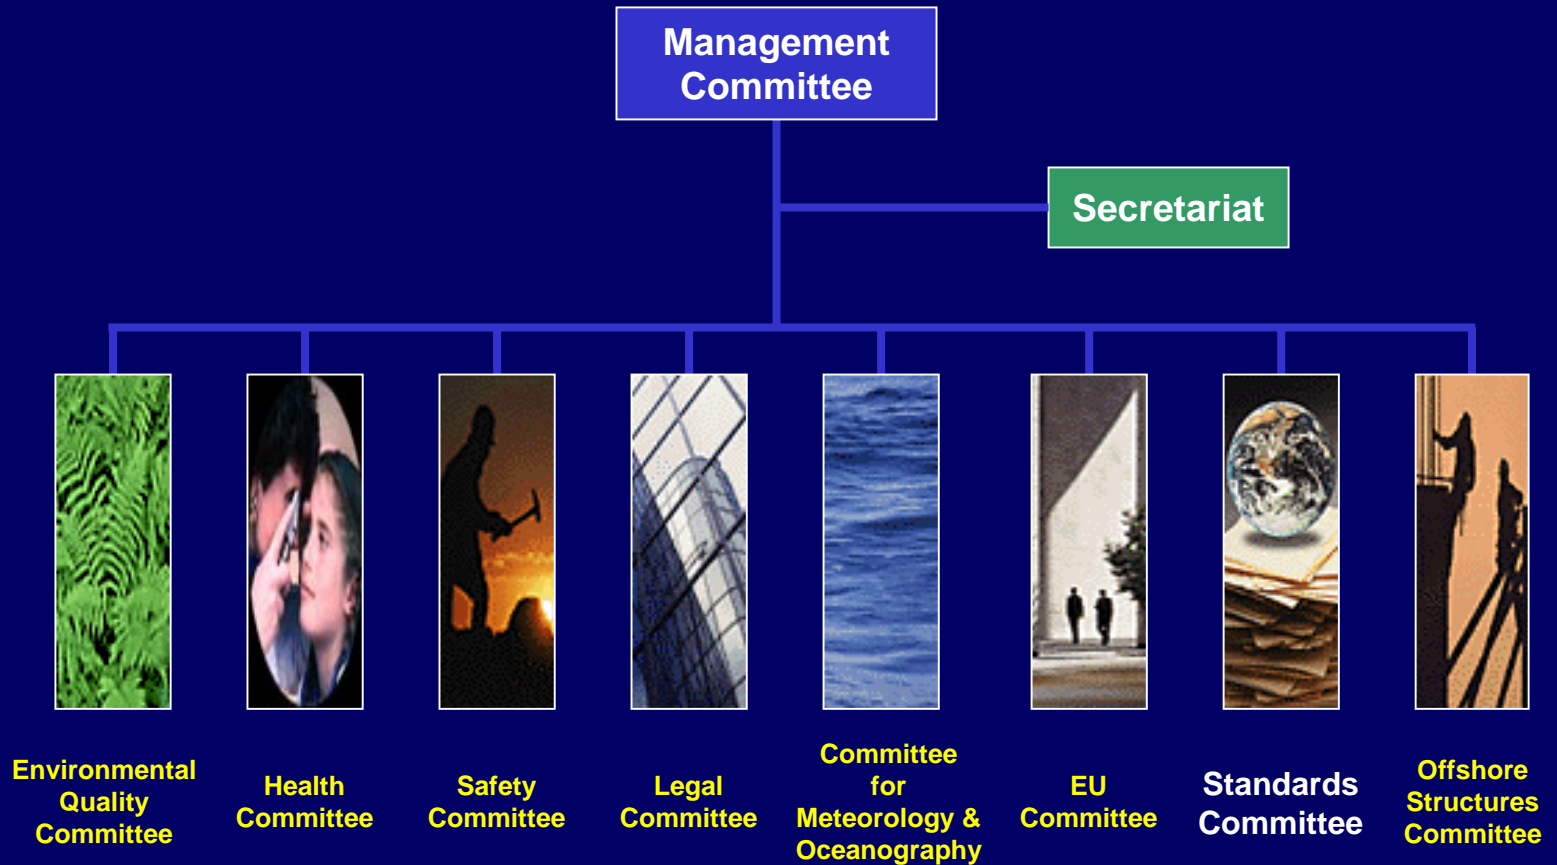 Management
Committee
Secretariat
Environmental
Quality
Committee
Health
Committee
Safety
Committee
Legal
Committee
Committee
for
Meteorology &
Oceanography
EU
Committee
Standards
Committee
Offshore
Structures
Committee